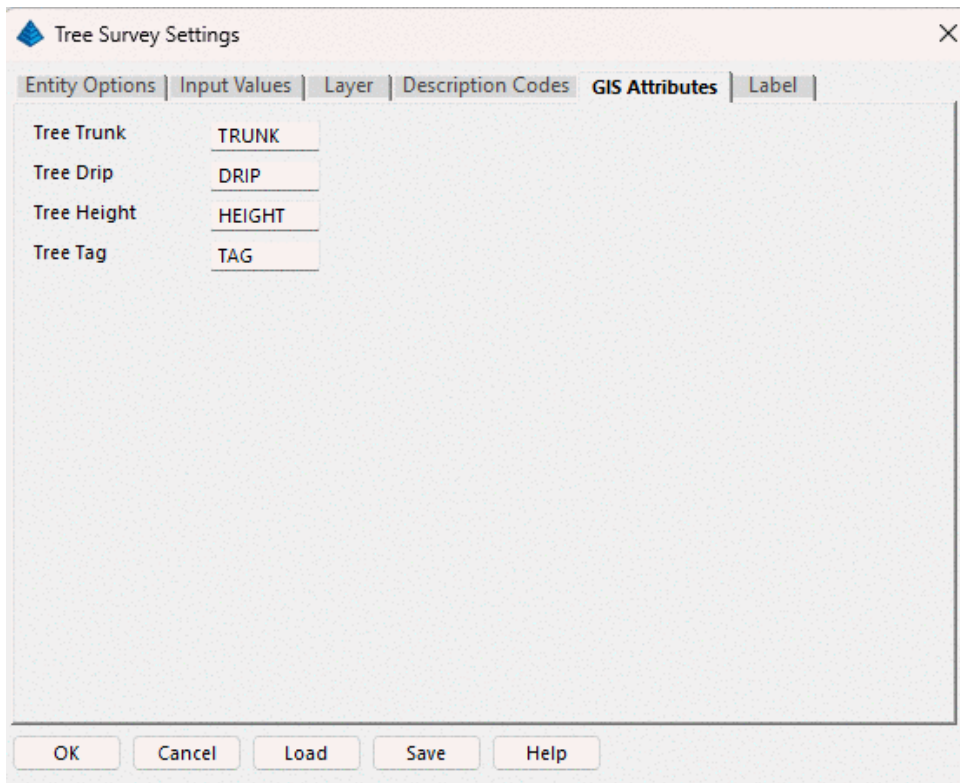 Tree Survey Settings
Entity Options Input Values Layer Description Codes GIS Attributes Label
Tree Trunk TRUNK
Tree Drip DRIP
Tree Height HEIGHT
Tree Tag TAG
OK Cancel Load Save Help